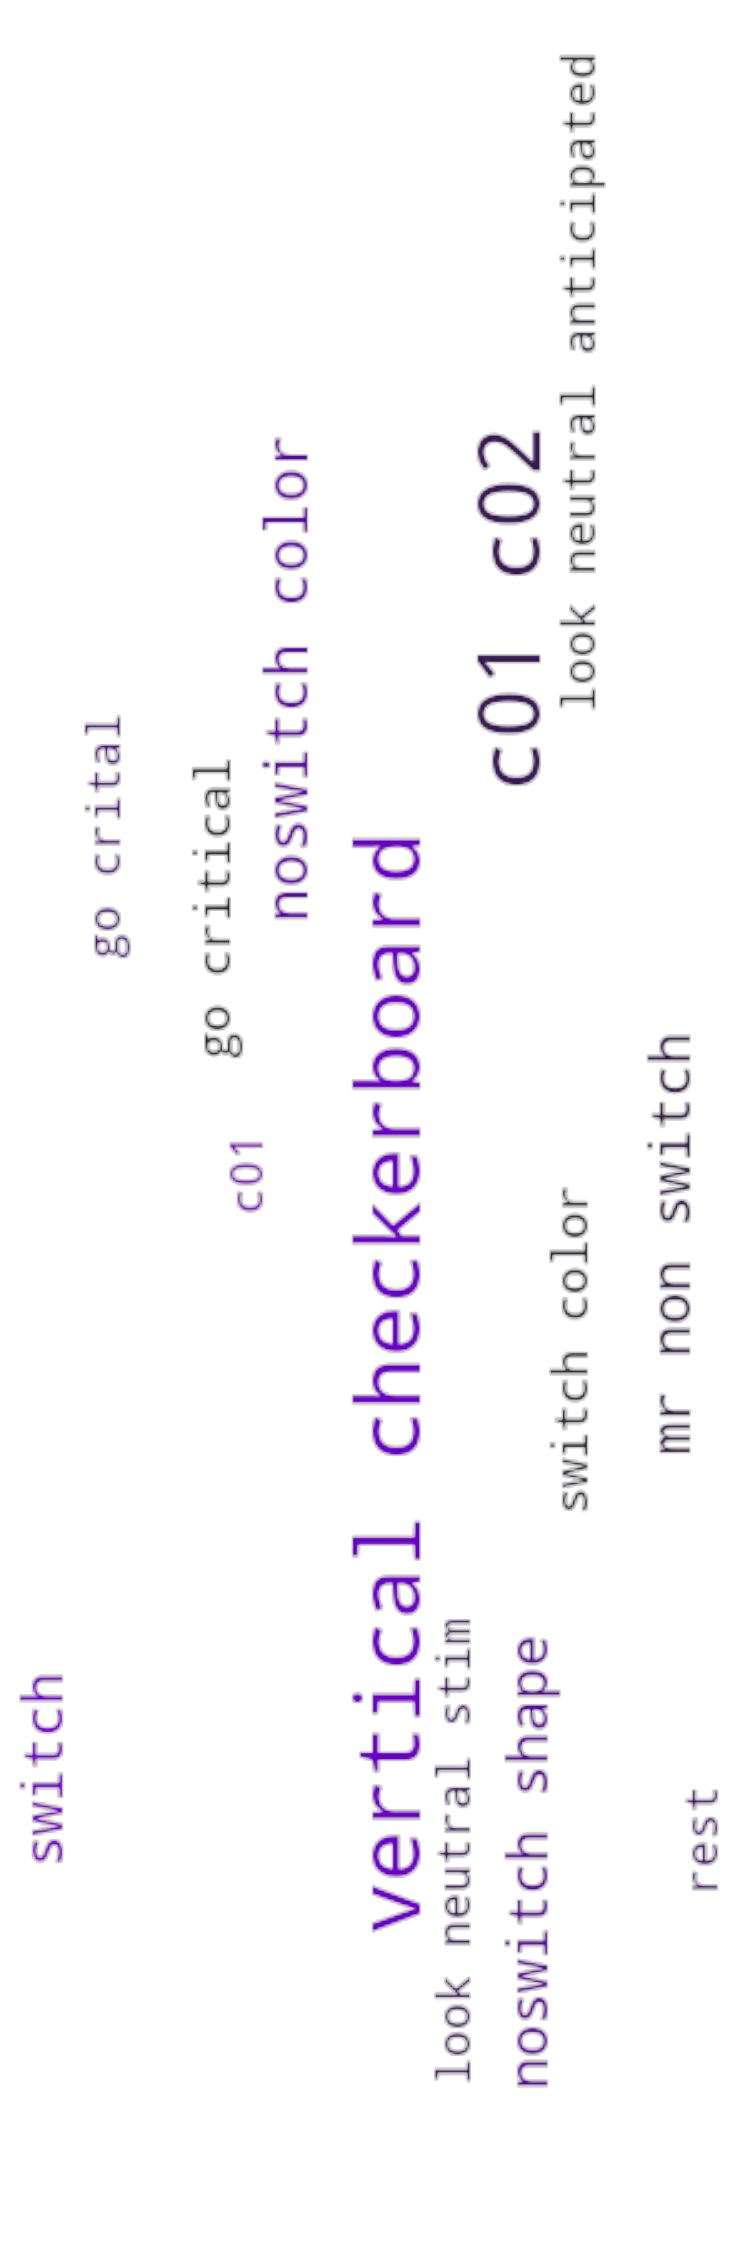 switch
go crital
go critical
c01
noswitch color
vertical checkerboard
look neutral stim
c01 c02
noswitch shape
look neutral anticipated
switch color
mr non switch
rest